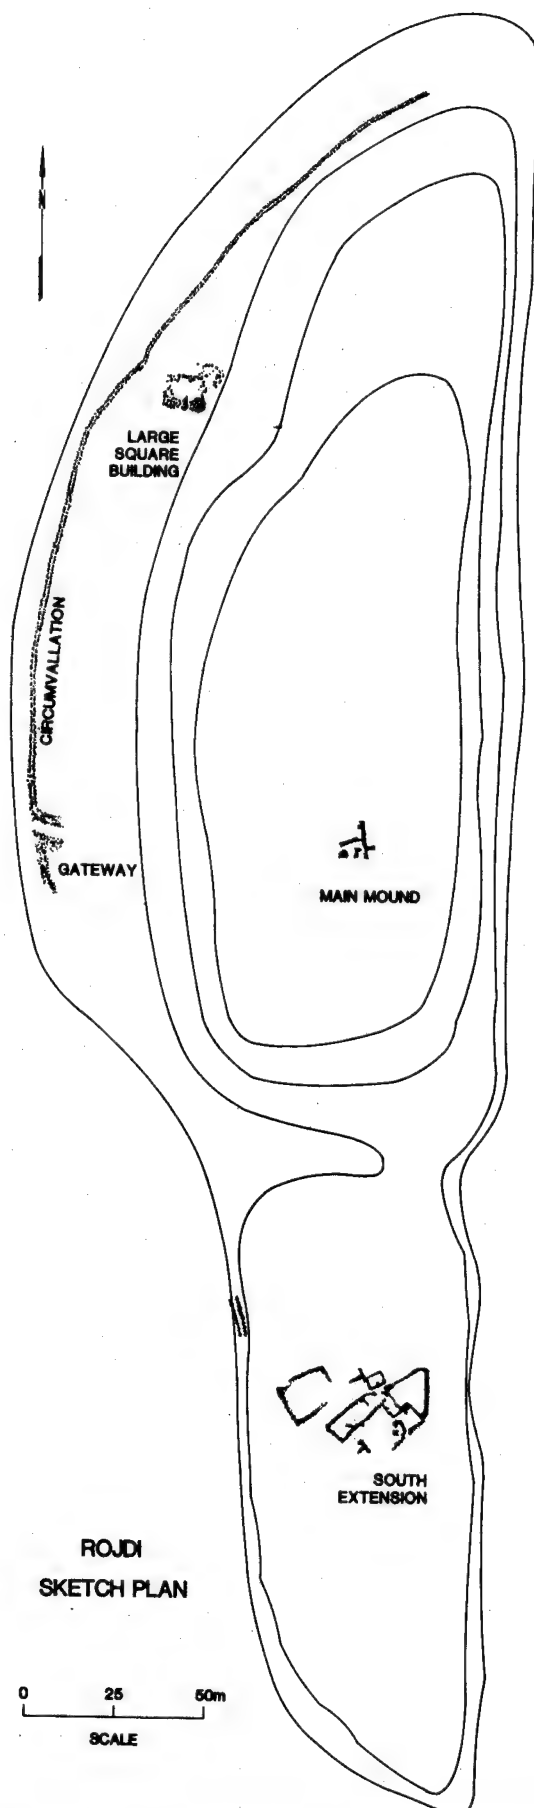 N
LARGE
SQUARE
BUILDING
CIRCUMVALLATION
GATEWAY
MAIN MOUND
SOUTH
EXTENSION
ROJDI
SKETCH PLAN
0 25 50m
SCALE